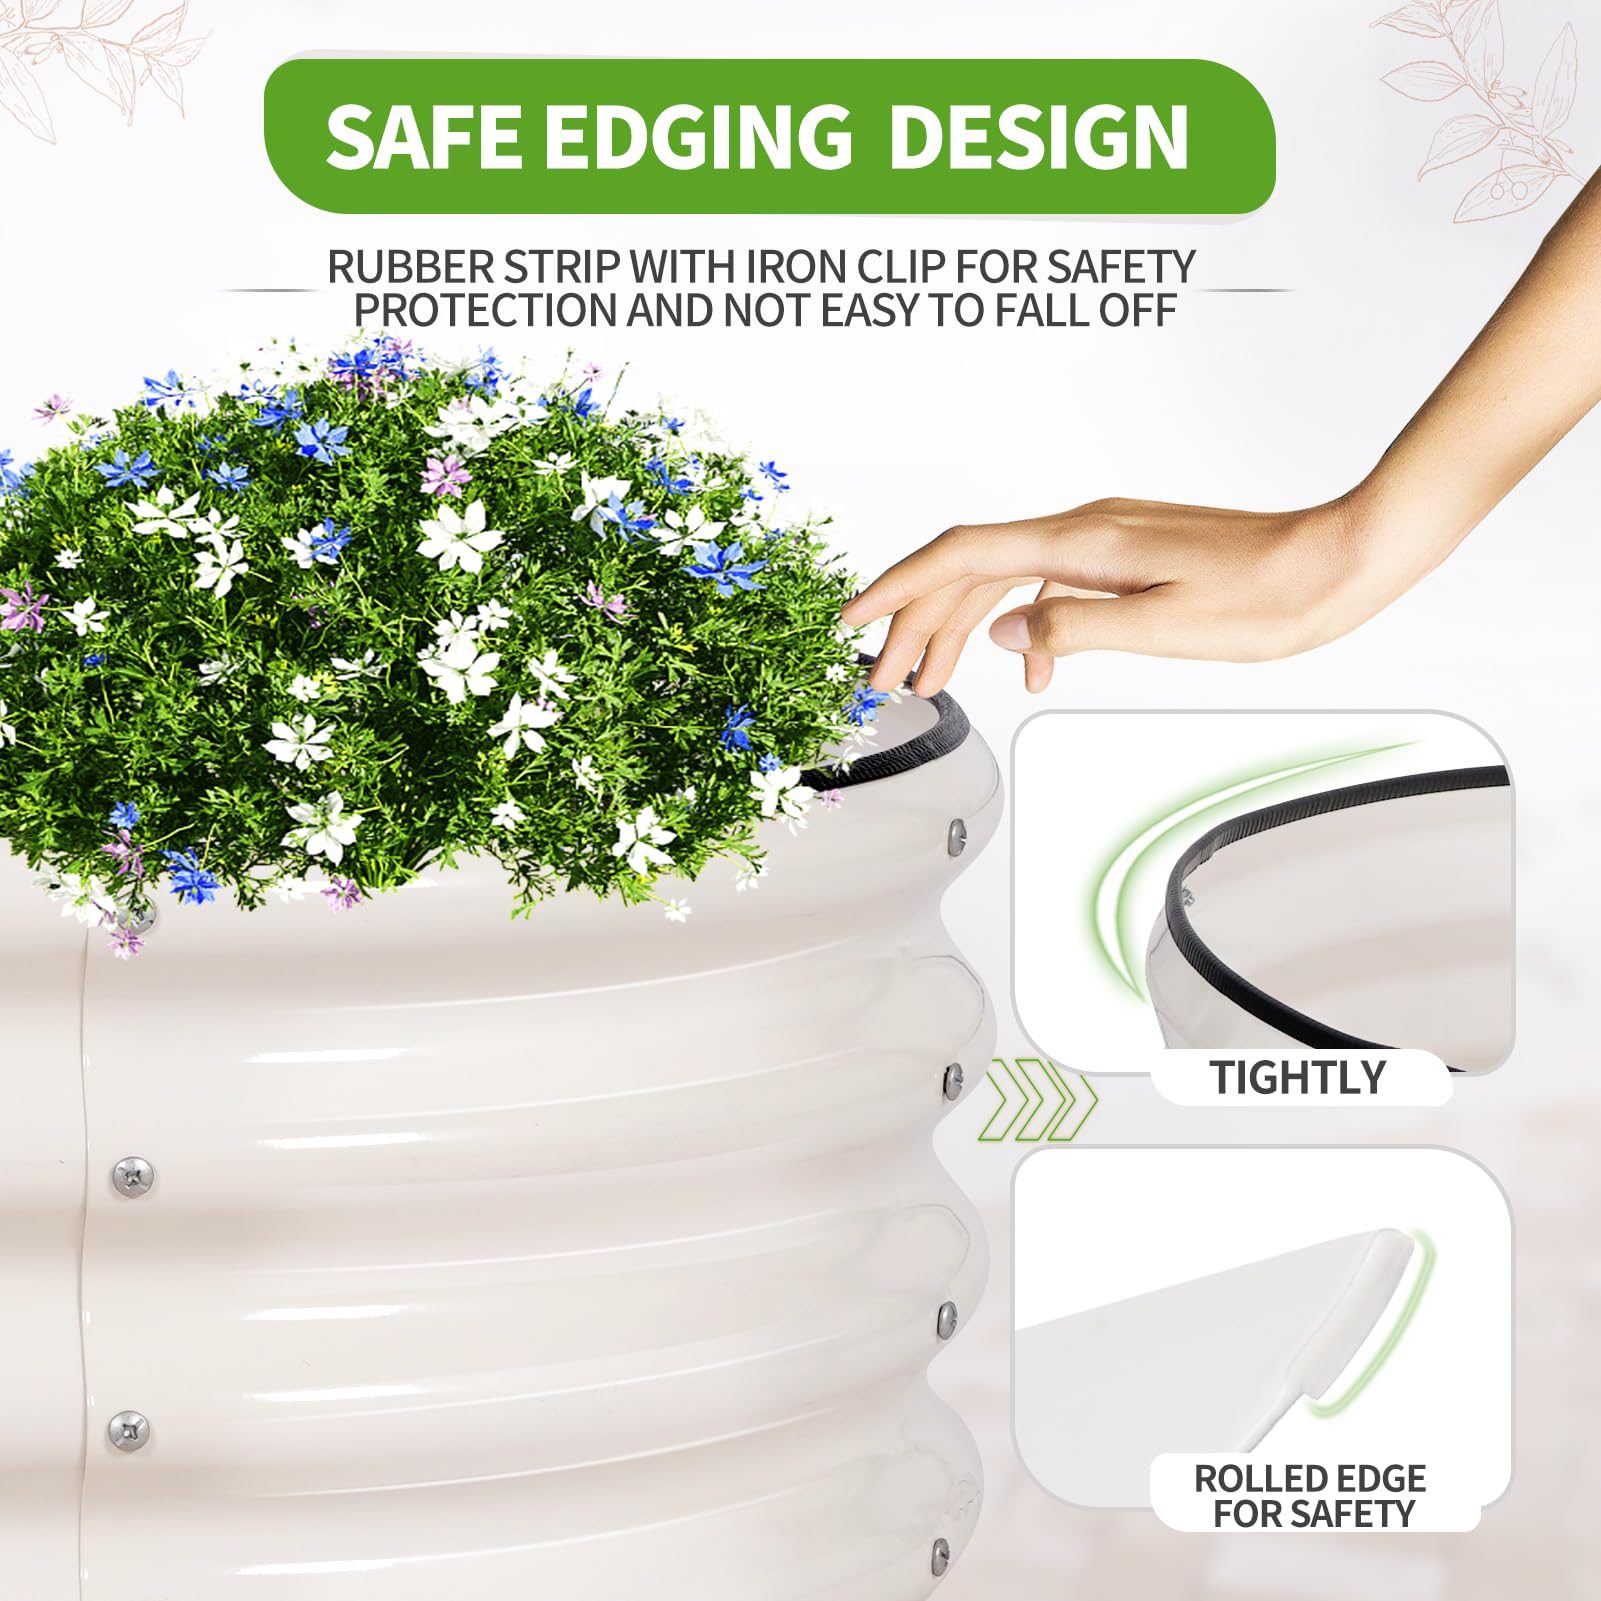 SAFE EDGING DESIGN
RUBBER STRIP WITH IRON CLIP FOR SAFETY
PROTECTION AND NOT EASY TO FALL OFF
TIGHTLY
ROLLED EDGE
FOR SAFETY